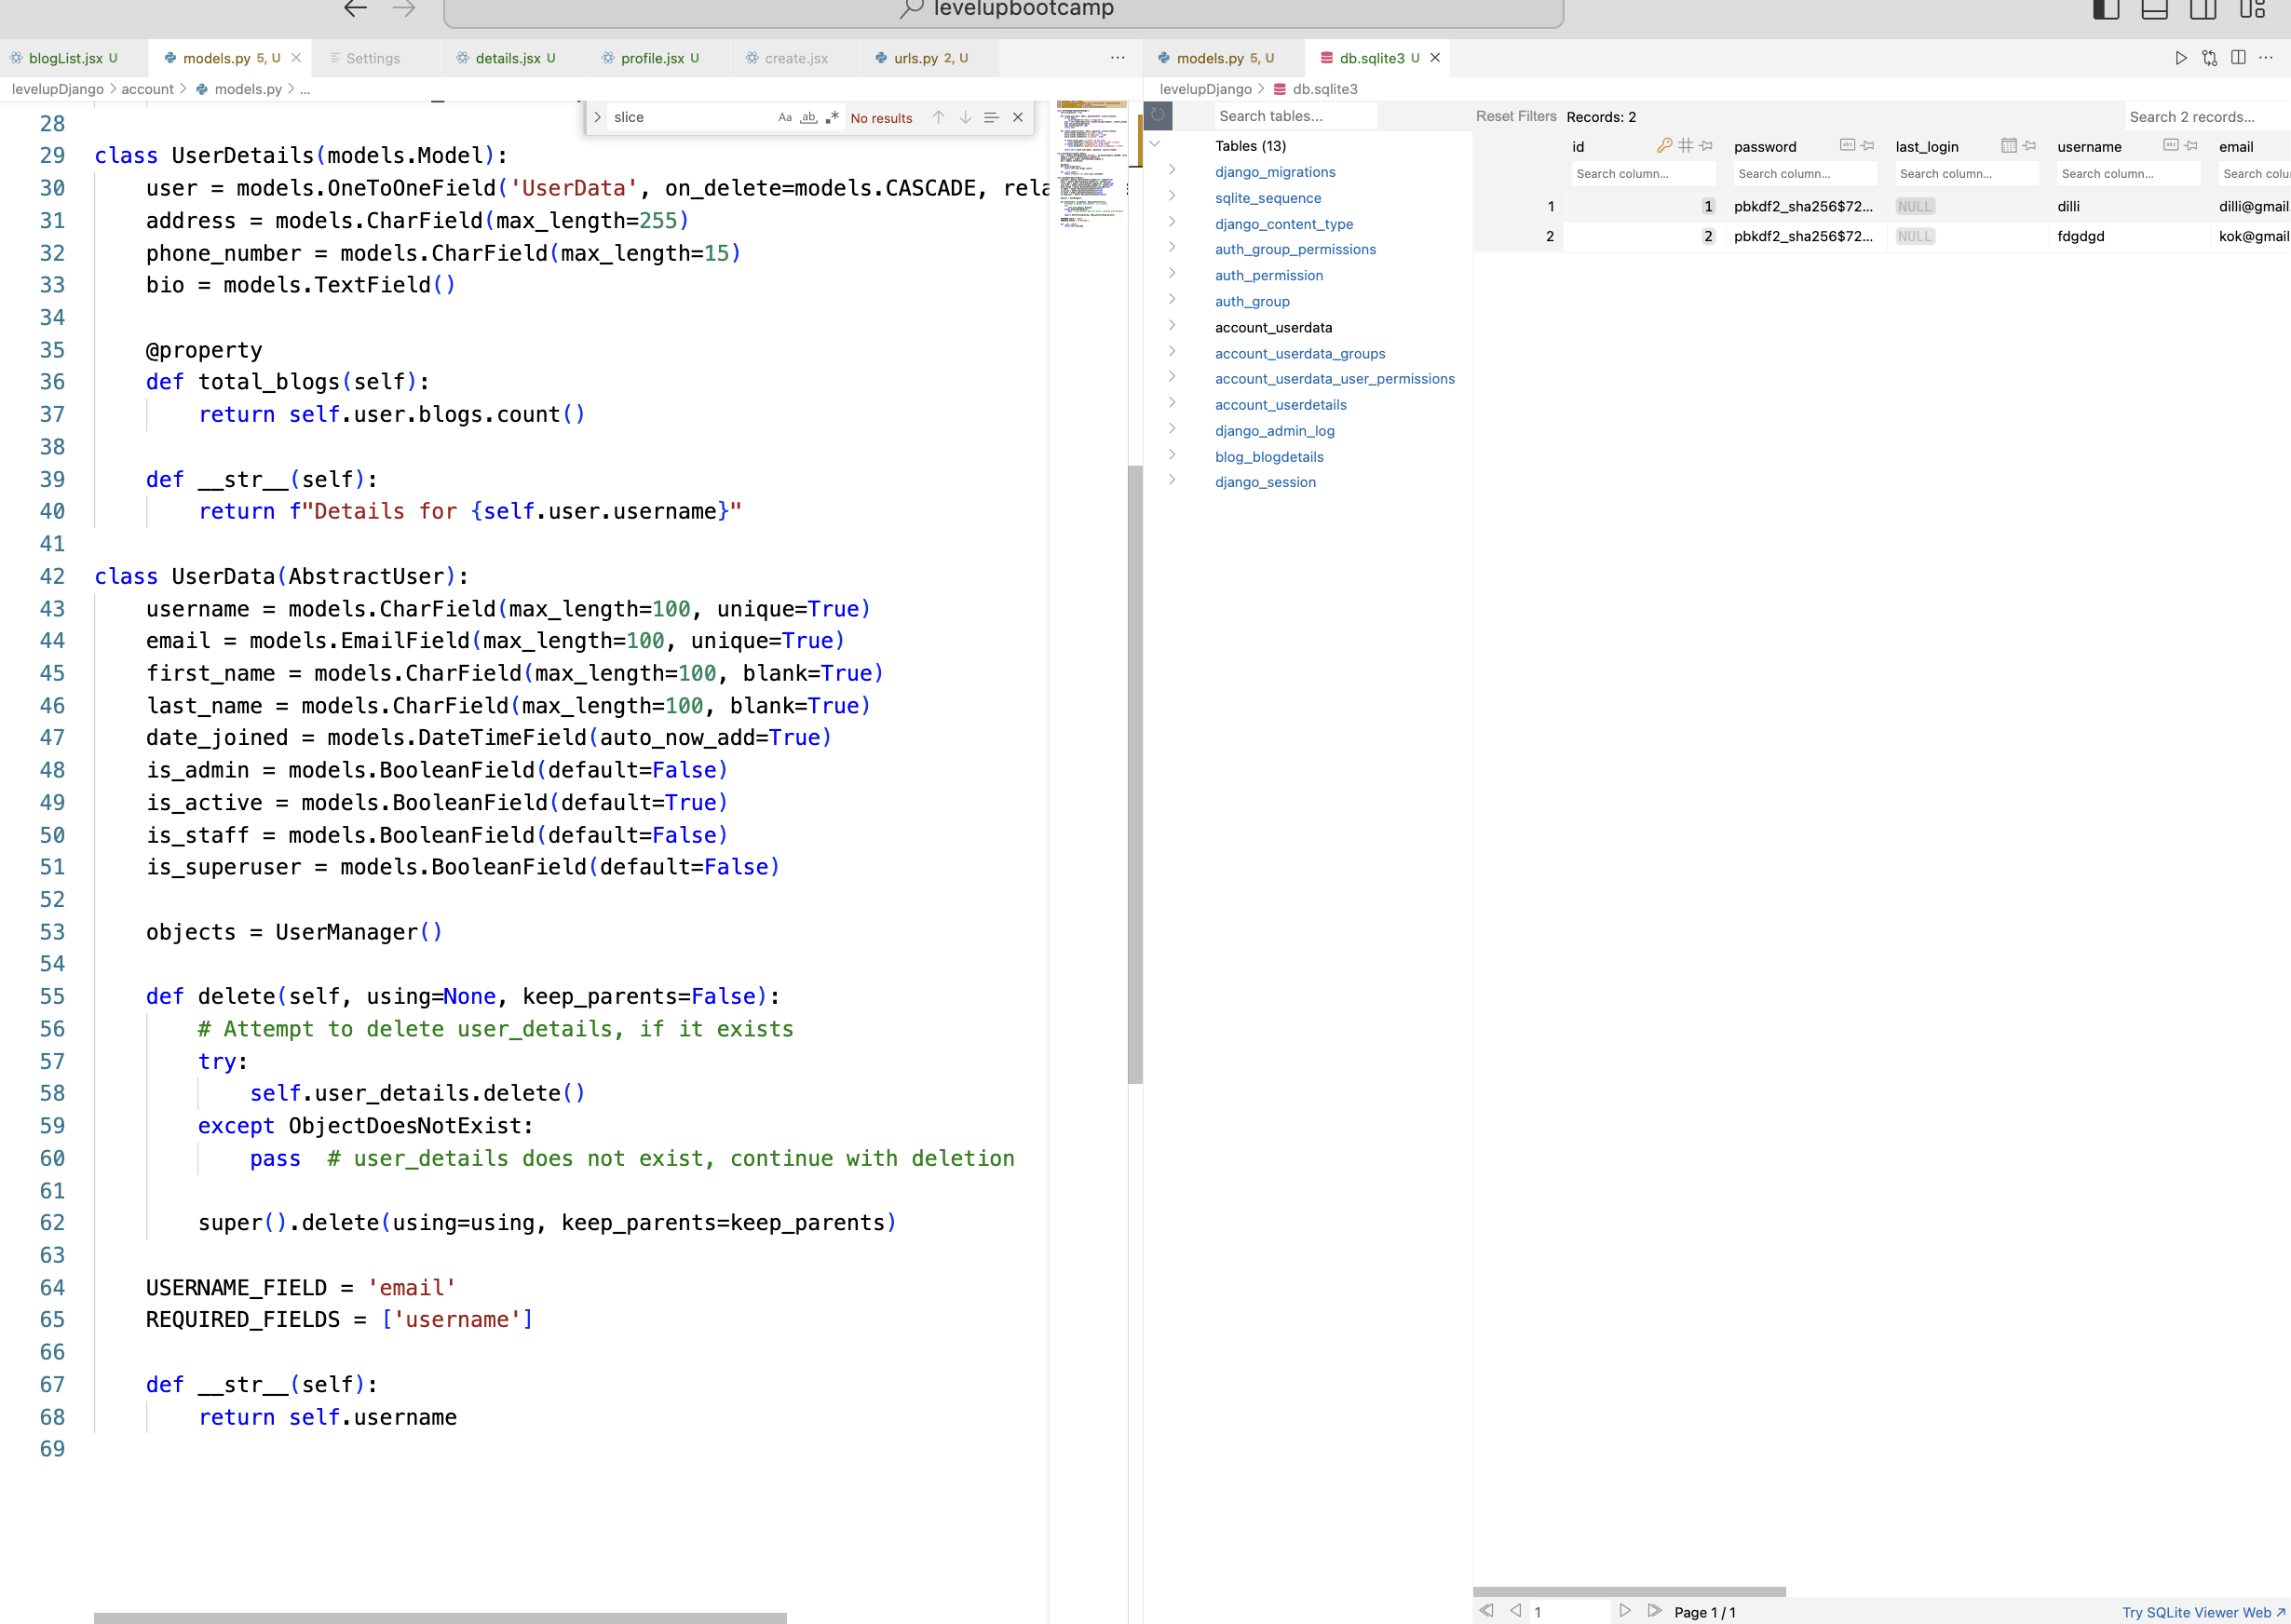 levelupbootcamp
blogList.jsx U
models.py 5, U
Settings
details.jsx U
profile.jsx U
create.jsx
urls.py 2, U
models.py 5, U
db.sqlite3 U
levelupDjango > account > models.py > ...
levelupDjango > db.sqlite3
slice
Aa
ab
.*
No results
28
29 class UserDetails(models.Model):
30     user = models.OneToOneField('UserData', on_delete=models.CASCADE, rela
31     address = models.CharField(max_length=255)
32     phone_number = models.CharField(max_length=15)
33     bio = models.TextField()
34
35     @property
36     def total_blogs(self):
37         return self.user.blogs.count()
38
39     def __str__(self):
40         return f"Details for {self.user.username}"
41
42 class UserData(AbstractUser):
43     username = models.CharField(max_length=100, unique=True)
44     email = models.EmailField(max_length=100, unique=True)
45     first_name = models.CharField(max_length=100, blank=True)
46     last_name = models.CharField(max_length=100, blank=True)
47     date_joined = models.DateTimeField(auto_now_add=True)
48     is_admin = models.BooleanField(default=False)
49     is_active = models.BooleanField(default=True)
50     is_staff = models.BooleanField(default=False)
51     is_superuser = models.BooleanField(default=False)
52
53     objects = UserManager()
54
55     def delete(self, using=None, keep_parents=False):
56         # Attempt to delete user_details, if it exists
57         try:
58             self.user_details.delete()
59         except ObjectDoesNotExist:
60             pass  # user_details does not exist, continue with deletion
61
62         super().delete(using=using, keep_parents=keep_parents)
63
64     USERNAME_FIELD = 'email'
65     REQUIRED_FIELDS = ['username']
66
67     def __str__(self):
68         return self.username
69
Search tables...
Tables (13)
django_migrations
sqlite_sequence
django_content_type
auth_group_permissions
auth_permission
auth_group
account_userdata
account_userdata_groups
account_userdata_user_permissions
account_userdetails
django_admin_log
blog_blogdetails
django_session
Reset Filters Records: 2
Search 2 records...
id password last_login username email
Search column... Search column... Search column... Search column... Search colu
1 1 pbkdf2_sha256$72... NULL dilli dilli@gmail
2 2 pbkdf2_sha256$72... NULL fdgdgd kok@gmail
1
Page 1 / 1
Try SQLite Viewer Web ↗